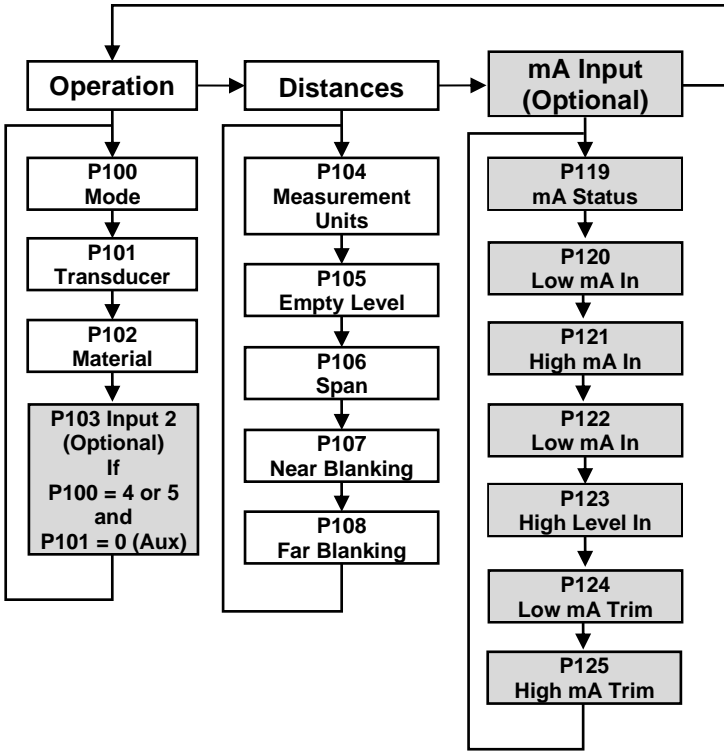 Operation
Distances
mA Input
(Optional)
P100
Mode
P101
Transducer
P102
Material
P103 Input 2
(Optional)
If
P100 = 4 or 5
and
P101 = 0 (Aux)
P104
Measurement
Units
P105
Empty Level
P106
Span
P107
Near Blanking
P108
Far Blanking
P119
mA Status
P120
Low mA In
P121
High mA In
P122
Low mA In
P123
High Level In
P124
Low mA Trim
P125
High mA Trim